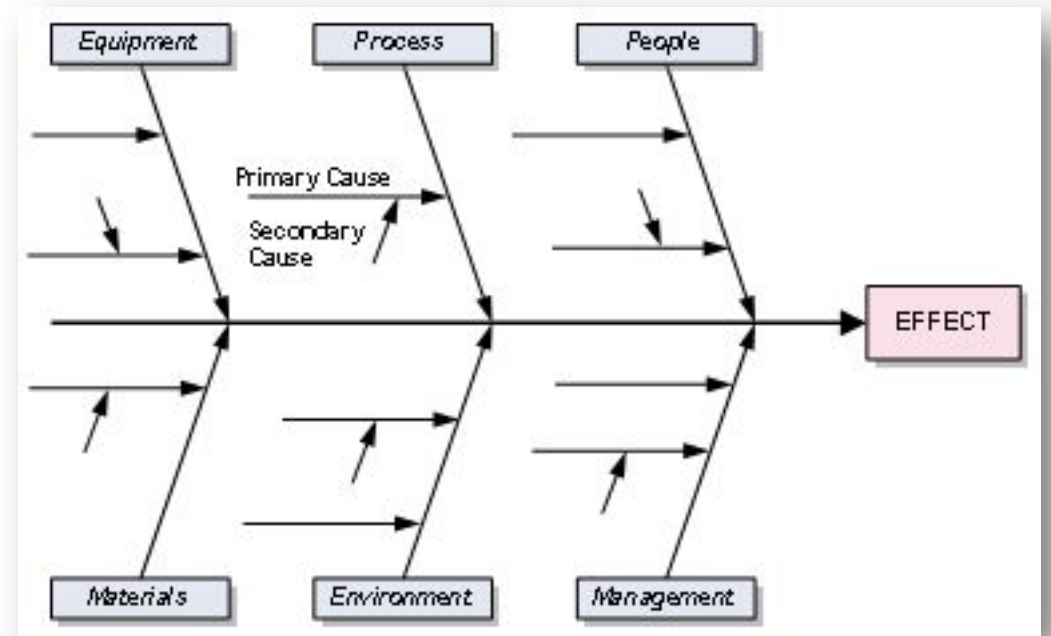 Equipment
Process
People
Primary Cause
Secondary
Cause
EFFECT
Materials
Environment
Management